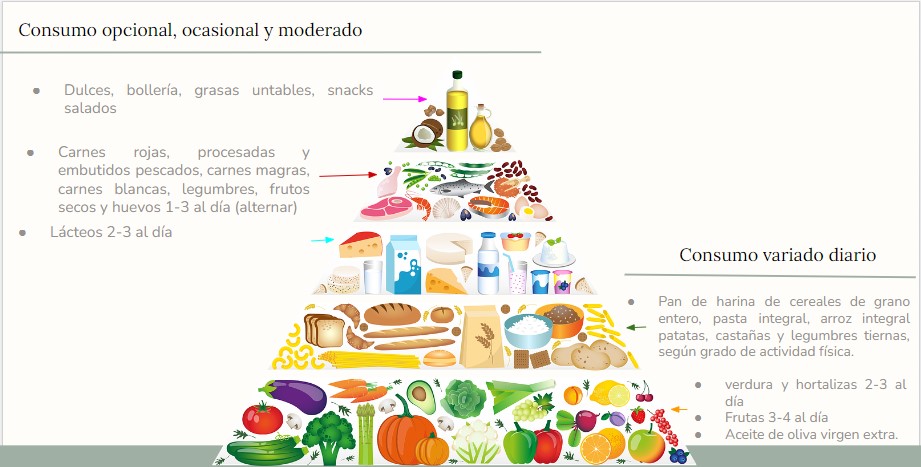 Consumo opcional, ocasional y moderado
● Dulces, bollería, grasas untables, snacks
salados
● Carnes rojas, procesadas y
embutidos pescados, carnes magras,
carnes blancas, legumbres, frutos
secos y huevos 1-3 al día (alternar)
● Lácteos 2-3 al día
Consumo variado diario
● Pan de harina de cereales de grano
entero, pasta integral, arroz integral
patatas, castañas y legumbres tiernas,
según grado de actividad física.
● verdura y hortalizas 2-3 al
día
● Frutas 3-4 al día
● Aceite de oliva virgen extra.